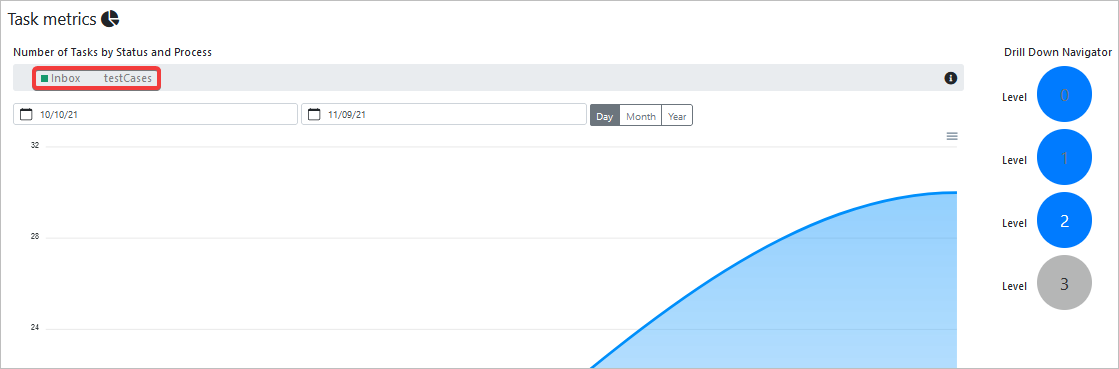 Task metrics
Number of Tasks by Status and Process
Drill Down Navigator
Inbox testCases
Level 0
10/10/21
11/09/21
Day Month Year
32
Level 1
28
Level 2
24
Level 3